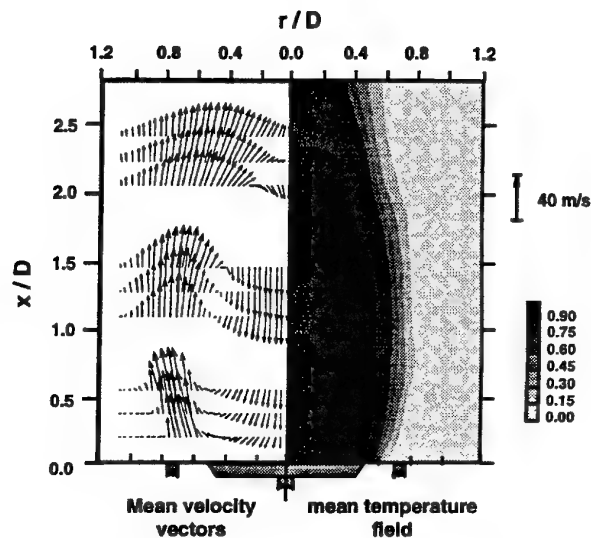 r / D
1.2 0.8 0.4 0.0 0.4 0.8 1.2
2.5
2.0
1.5
1.0
0.5
0.0
x / D
40 m/s
0.90
0.75
0.60
0.45
0.30
0.15
0.00
Mean velocity vectors
mean temperature field